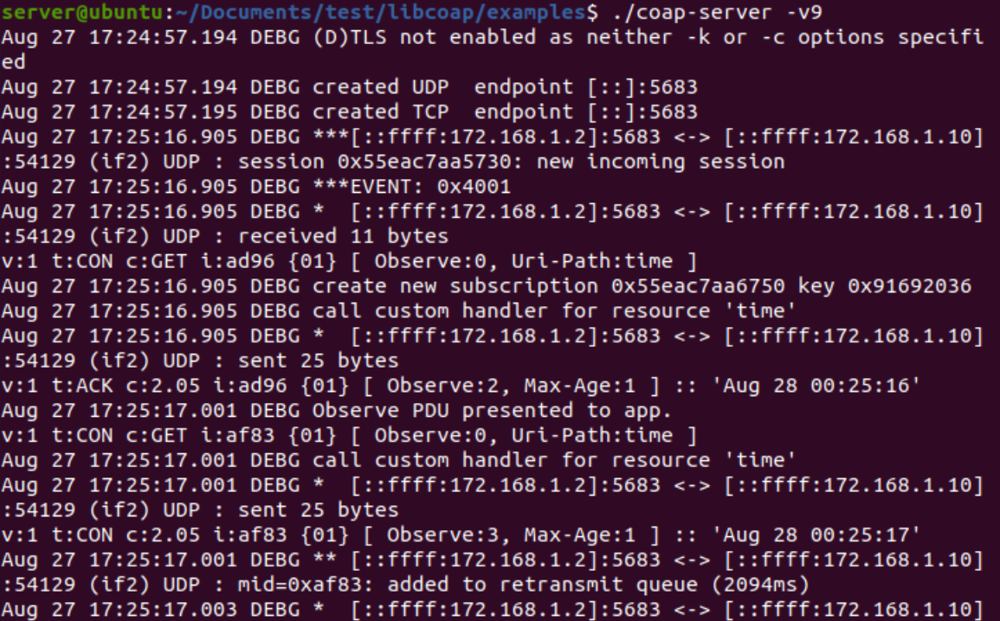 server@ubuntu:~/Documents/test/libcoap/examples$ ./coap-server -v9
Aug 27 17:24:57.194 DEBG (D)TLS not enabled as neither -k or -c options specifi
ed
Aug 27 17:24:57.194 DEBG created UDP  endpoint [::]:5683
Aug 27 17:24:57.195 DEBG created TCP  endpoint [::]:5683
Aug 27 17:25:16.905 DEBG ***[::ffff:172.168.1.2]:5683 <-> [::ffff:172.168.1.10]
:54129 (if2) UDP : session 0x55eac7aa5730: new incoming session
Aug 27 17:25:16.905 DEBG ***EVENT: 0x4001
Aug 27 17:25:16.905 DEBG *  [::ffff:172.168.1.2]:5683 <-> [::ffff:172.168.1.10]
:54129 (if2) UDP : received 11 bytes
v:1 t:CON c:GET i:ad96 {01} [ Observe:0, Uri-Path:time ]
Aug 27 17:25:16.905 DEBG create new subscription 0x55eac7aa6750 key 0x91692036
Aug 27 17:25:16.905 DEBG call custom handler for resource 'time'
Aug 27 17:25:16.905 DEBG *  [::ffff:172.168.1.2]:5683 <-> [::ffff:172.168.1.10]
:54129 (if2) UDP : sent 25 bytes
v:1 t:ACK c:2.05 i:ad96 {01} [ Observe:2, Max-Age:1 ] :: 'Aug 28 00:25:16'
Aug 27 17:25:17.001 DEBG Observe PDU presented to app.
v:1 t:CON c:GET i:af83 {01} [ Observe:0, Uri-Path:time ]
Aug 27 17:25:17.001 DEBG call custom handler for resource 'time'
Aug 27 17:25:17.001 DEBG *  [::ffff:172.168.1.2]:5683 <-> [::ffff:172.168.1.10]
:54129 (if2) UDP : sent 25 bytes
v:1 t:CON c:2.05 i:af83 {01} [ Observe:3, Max-Age:1 ] :: 'Aug 28 00:25:17'
Aug 27 17:25:17.001 DEBG ** [::ffff:172.168.1.2]:5683 <-> [::ffff:172.168.1.10]
:54129 (if2) UDP : mid=0xaf83: added to retransmit queue (2094ms)
Aug 27 17:25:17.003 DEBG *  [::ffff:172.168.1.2]:5683 <-> [::ffff:172.168.1.10]